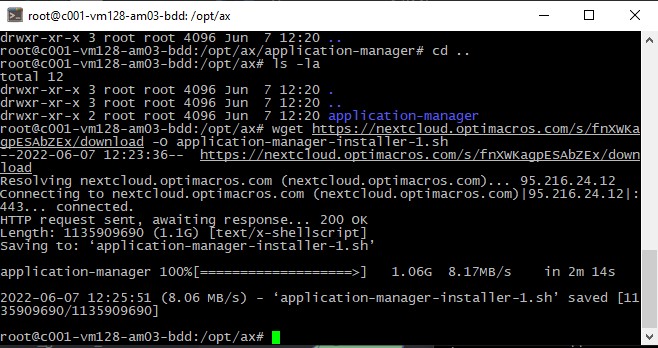 root@c001-vm128-am03-bdd: /opt/ax
drwxr-xr-x 3 root root 4096 Jun  7 12:20 ..
root@c001-vm128-am03-bdd:/opt/ax/application-manager# cd ..
root@c001-vm128-am03-bdd:/opt/ax# ls -la
total 12
drwxr-xr-x 3 root root 4096 Jun  7 12:20 .
drwxr-xr-x 3 root root 4096 Jun  7 12:20 ..
drwxr-xr-x 2 root root 4096 Jun  7 12:20 application-manager
root@c001-vm128-am03-bdd:/opt/ax# wget https://nextcloud.optimacros.com/s/fnXWKa
gpESAbZEx/download -O application-manager-installer-1.sh
--2022-06-07 12:23:36--  https://nextcloud.optimacros.com/s/fnXWKagpESAbZEx/down
load
Resolving nextcloud.optimacros.com (nextcloud.optimacros.com)... 95.216.24.12
Connecting to nextcloud.optimacros.com (nextcloud.optimacros.com)|95.216.24.12|:
443... connected.
HTTP request sent, awaiting response... 200 OK
Length: 1135909690 (1.1G) [text/x-shellscript]
Saving to: ‘application-manager-installer-1.sh’
application-manager 100%[===================>]   1.06G  8.17MB/s    in 2m 14s
2022-06-07 12:25:51 (8.06 MB/s) - ‘application-manager-installer-1.sh’ saved [11
35909690/1135909690]
root@c001-vm128-am03-bdd:/opt/ax#